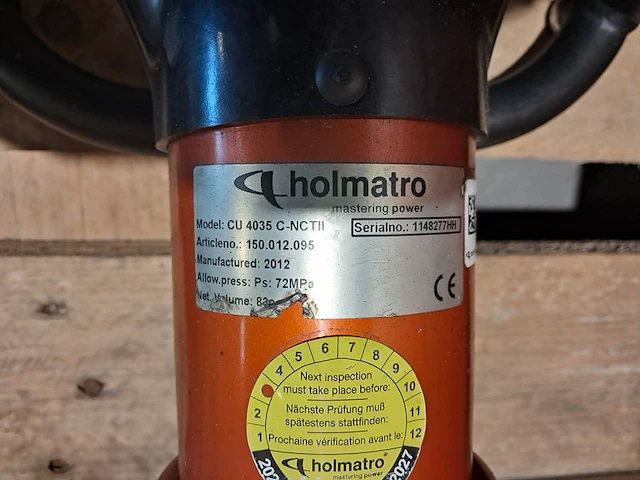 holmatro
mastering power
Model: CU 4035 C-NCTII
Serialno.: 1148277HH
Articleno.: 150.012.095
Manufactured: 2012
Allow.press: Ps: 72MPa
Net. Volume:
CE
1 2 4 5 6 7 8 9 10 11 12
Next inspection
must take place before:
Nächste Prüfung muß
spätestens stattfinden:
Prochaine vérification avant le:
holmatro
mastering power
2027